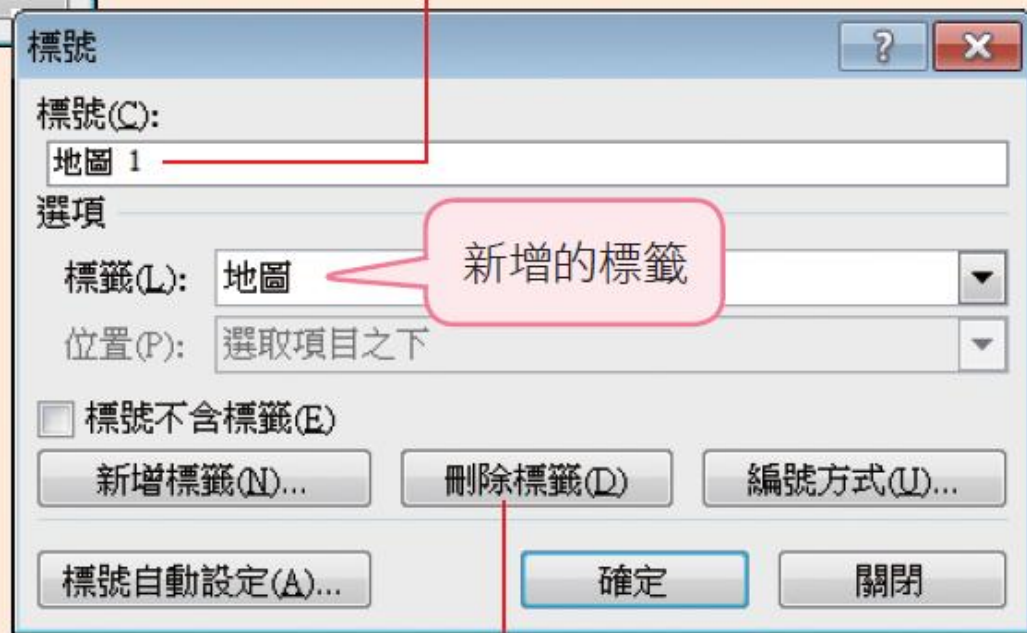 標號
標號(C):
地圖 1
選項
標籤(L): 地圖
新增的標籤
位置(P): 選取項目之下
標號不含標籤(E)
新增標籤(N)... 刪除標籤(D) 編號方式(U)...
標號自動設定(A)... 確定 關閉